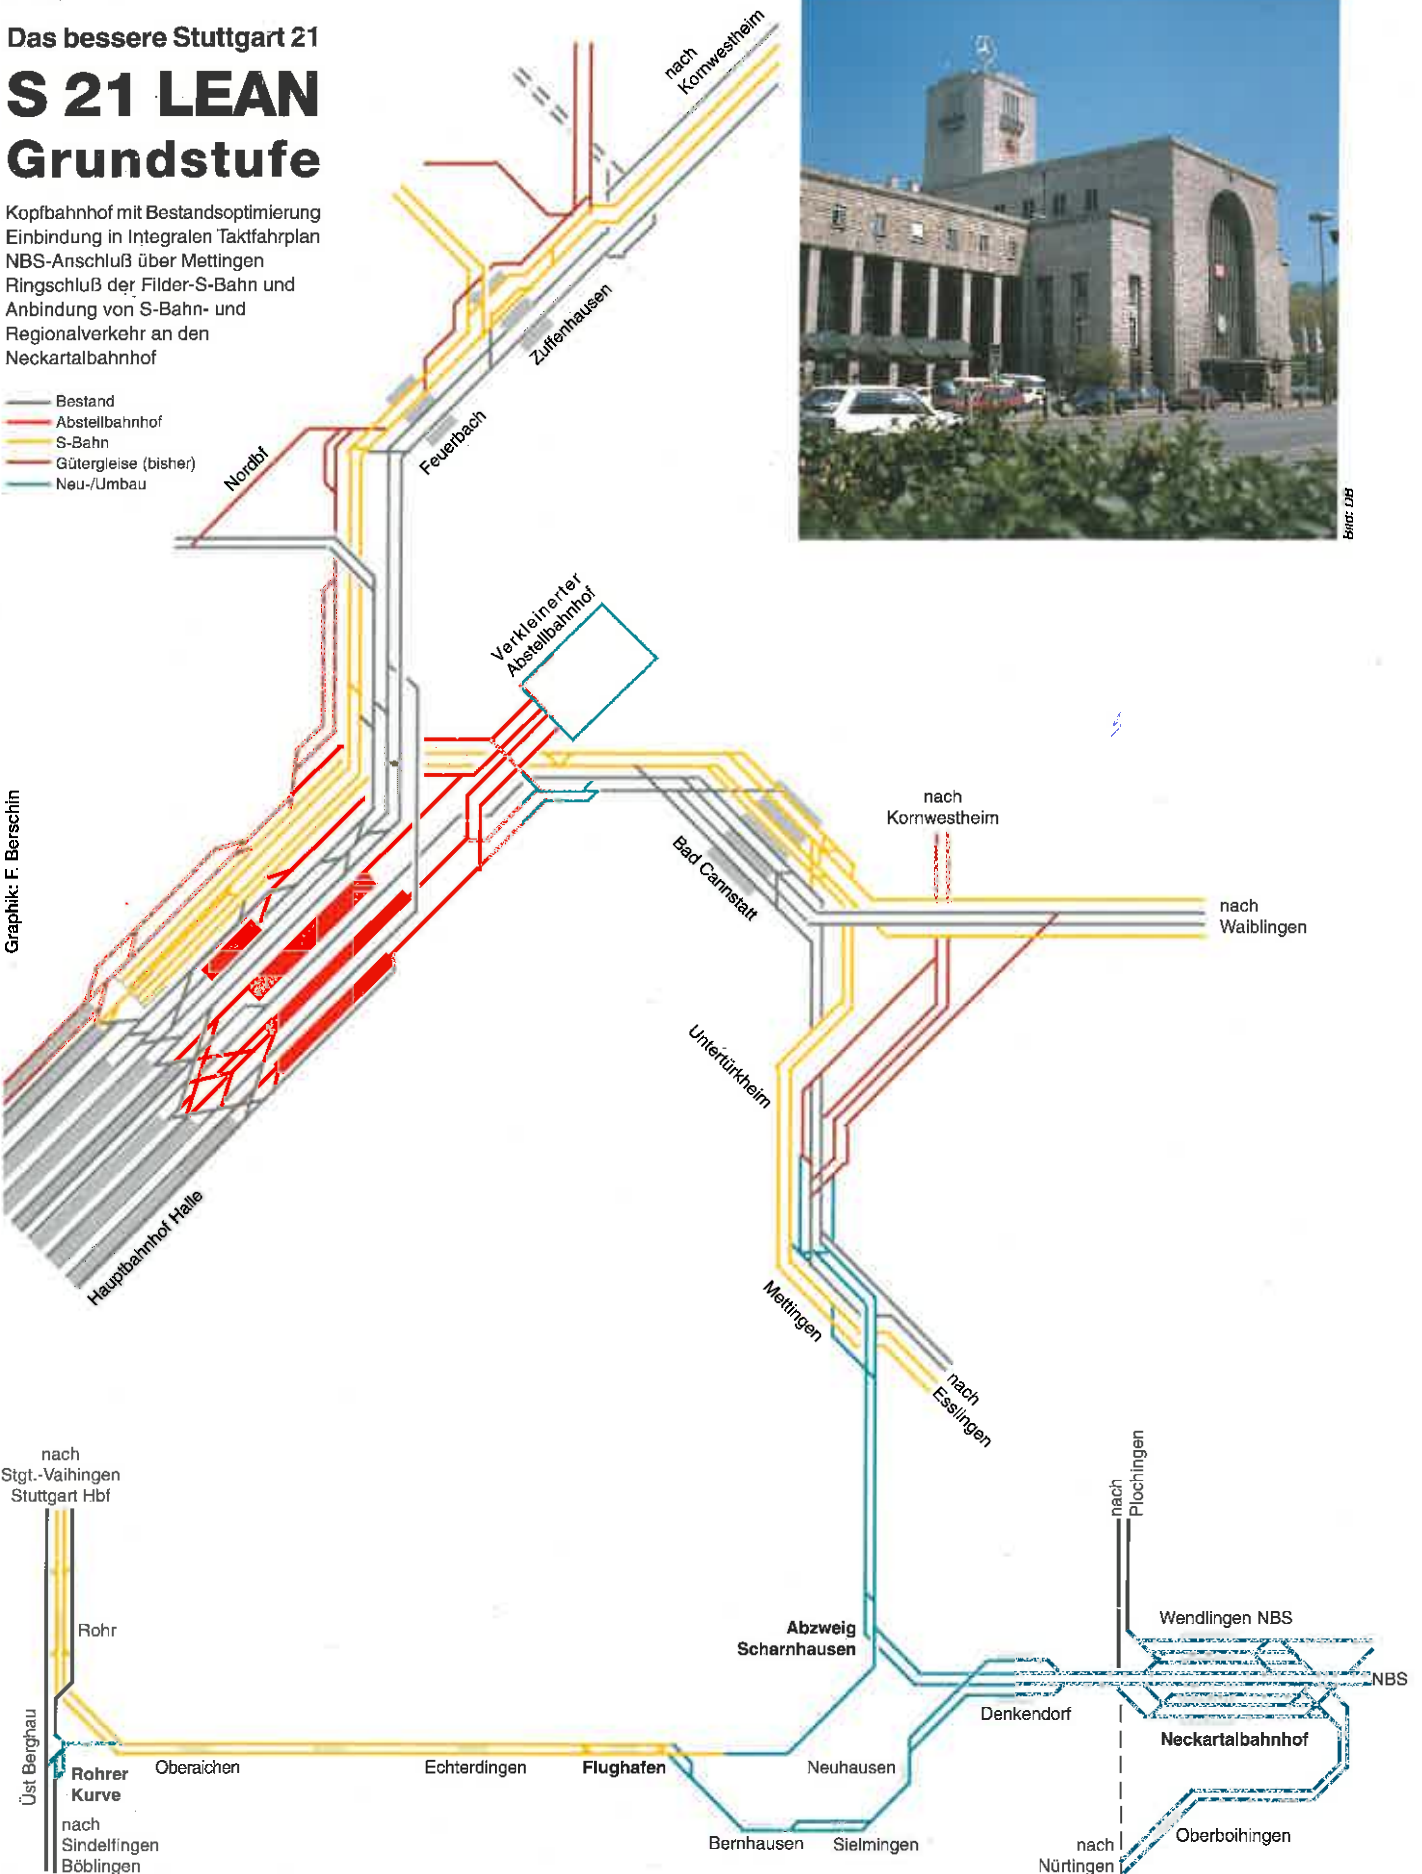 Das bessere Stuttgart 21
S 21 LEAN
Grundstufe
Kopfbahnhof mit Bestandsoptimierung
Einbindung in Integralen Taktfahrplan
NBS-Anschluß über Mettingen
Ringschluß der Filder-S-Bahn und
Anbindung von S-Bahn- und
Regionalverkehr an den
Neckartalbahnhof
Bestand
Abstellbahnhof
S-Bahn
Gütergleise (bisher)
Neu-/Umbau
nach
Kornwestheim
Zuffenhausen
Feuerbach
Nordbf
Bild: DB
Verkleinerter
Abstellbahnhof
Graphik: F. Berschin
nach
Kornwestheim
Bad Cannstatt
nach
Waiblingen
Untertürkheim
Hauptbahnhof Halle
Mettingen
nach
Esslingen
nach
Stgt.-Vaihingen
Stuttgart Hbf
nach
Plochingen
Rohr
Abzweig
Scharnhausen
Wendlingen NBS
NBS
Denkendorf
Neckartalbahnhof
Üst Berghau
Rohrer
Kurve
Oberaichen
Echterdingen
Flughafen
Neuhausen
nach
Sindelfingen
Böblingen
Bernhausen
Sielmingen
Oberboihingen
nach
Nürtingen